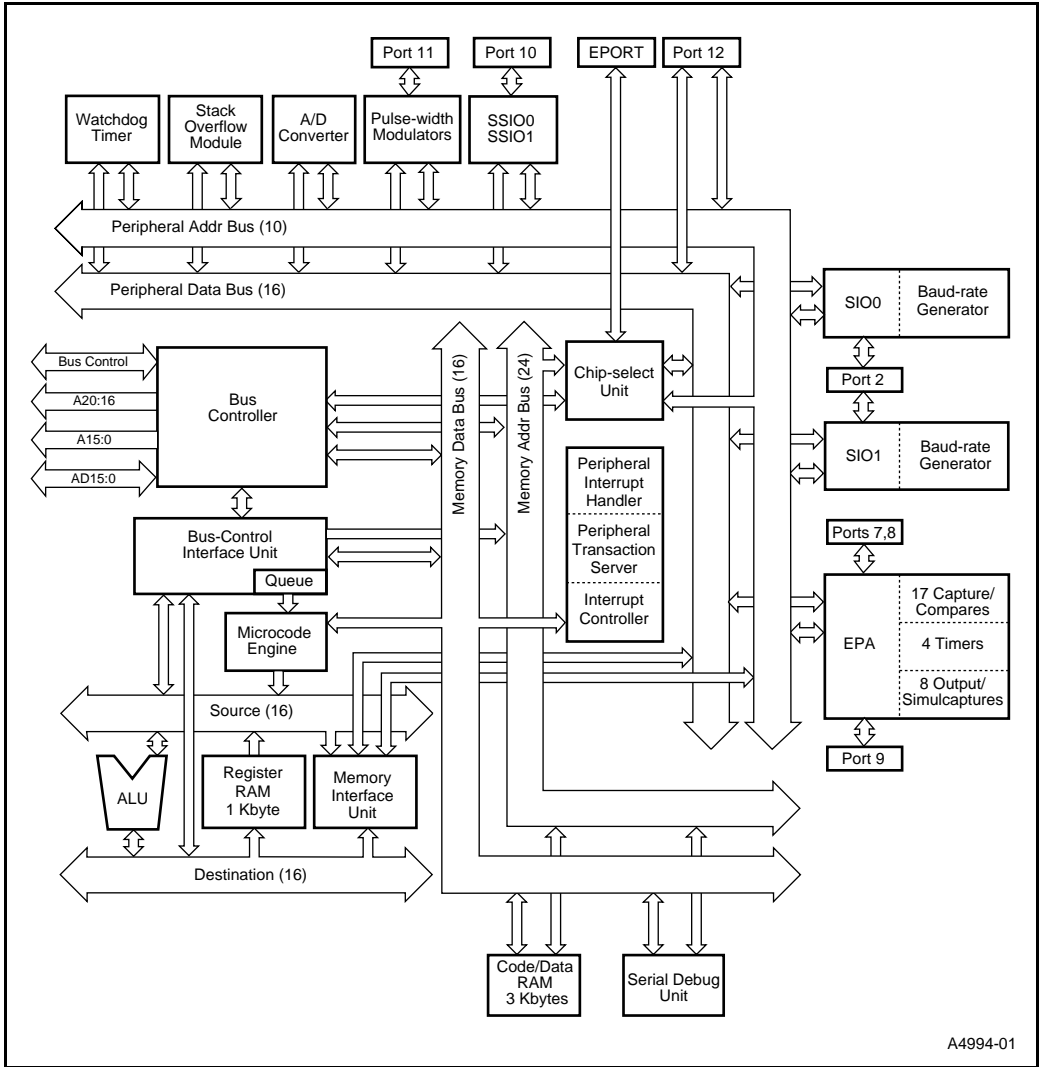 Port 11
Port 10
EPORT
Port 12
Watchdog
Timer
Stack
Overflow
Module
A/D
Converter
Pulse-width
Modulators
SSIO0
SSIO1
Peripheral Addr Bus (10)
Peripheral Data Bus (16)
SIO0
Baud-rate
Generator
Port 2
SIO1
Baud-rate
Generator
Bus Control
A20:16
A15:0
AD15:0
Bus
Controller
Memory Data Bus (16)
Memory Addr Bus (24)
Chip-select
Unit
Peripheral
Interrupt
Handler
Peripheral
Transaction
Server
Interrupt
Controller
Bus-Control
Interface Unit
Queue
Microcode
Engine
Ports 7,8
EPA
17 Capture/
Compares
4 Timers
8 Output/
Simulcaptures
Port 9
Source (16)
ALU
Register
RAM
1 Kbyte
Memory
Interface
Unit
Destination (16)
Code/Data
RAM
3 Kbytes
Serial Debug
Unit
A4994-01